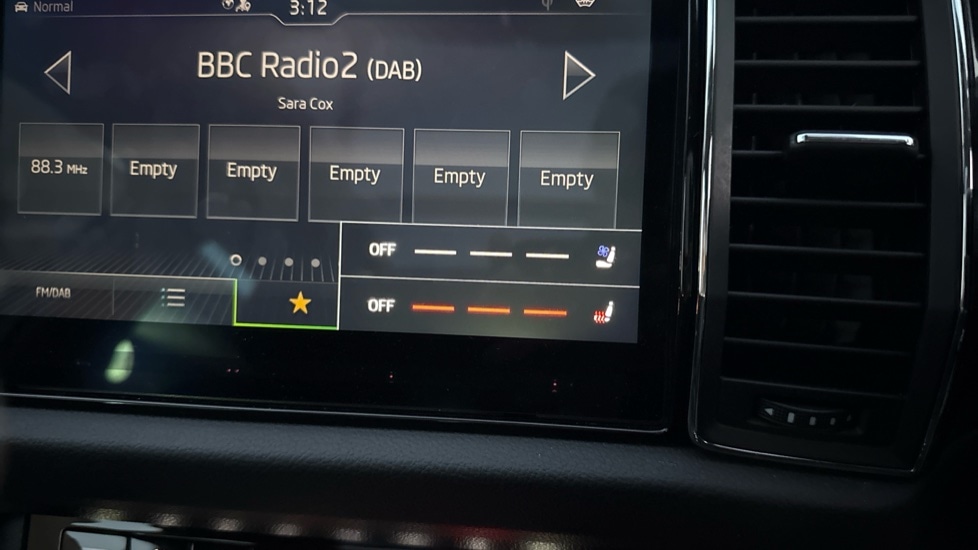 Normal
3:12
BBC Radio2 (DAB)
Sara Cox
88.3 MHz Empty Empty Empty Empty Empty
OFF
FM/DAB
OFF